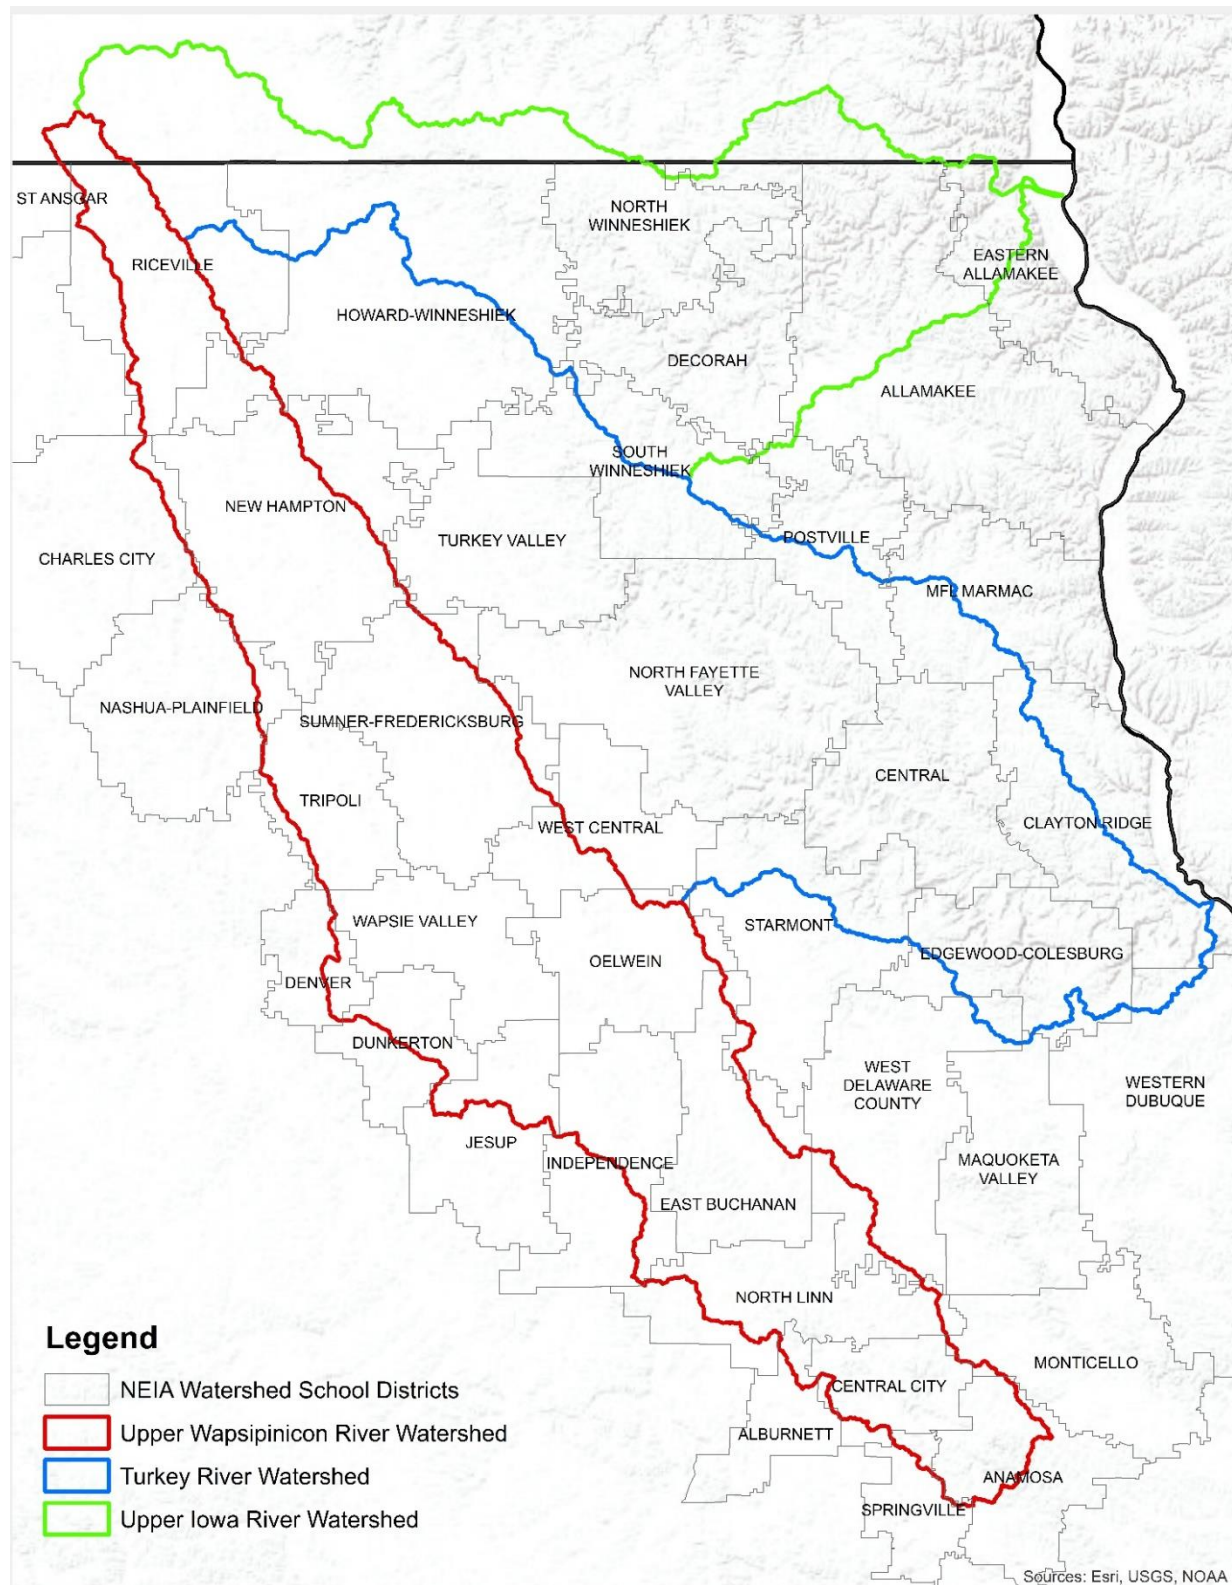 ST ANSGAR
NORTH
WINNESHIEK
RICEVILLE
EASTERN
ALLAMAKEE
HOWARD-WINNESHIEK
DECORAH
ALLAMAKEE
SOUTH
WINNESHIEK
NEW HAMPTON
TURKEY VALLEY
POSTVILLE
CHARLES CITY
MFL MARMAC
NORTH FAYETTE
VALLEY
NASHUA-PLAINFIELD
SUMNER-FREDERICKSBURG
CENTRAL
TRIPOLI
CLAYTON RIDGE
WEST CENTRAL
WAPSIE VALLEY
STARMONT
EDGEWOOD-COLESBURG
OELWEIN
DENVER
DUNKERTON
WEST
DELAWARE
COUNTY
WESTERN
DUBUQUE
JESUP
INDEPENDENCE
MAQUOKETA
VALLEY
EAST BUCHANAN
NORTH LINN
MONTICELLO
CENTRAL CITY
ALBURNETT
ANAMOSA
SPRINGVILLE
Legend
NEIA Watershed School Districts
Upper Wapsipinicon River Watershed
Turkey River Watershed
Upper Iowa River Watershed
Sources: Esri, USGS, NOAA